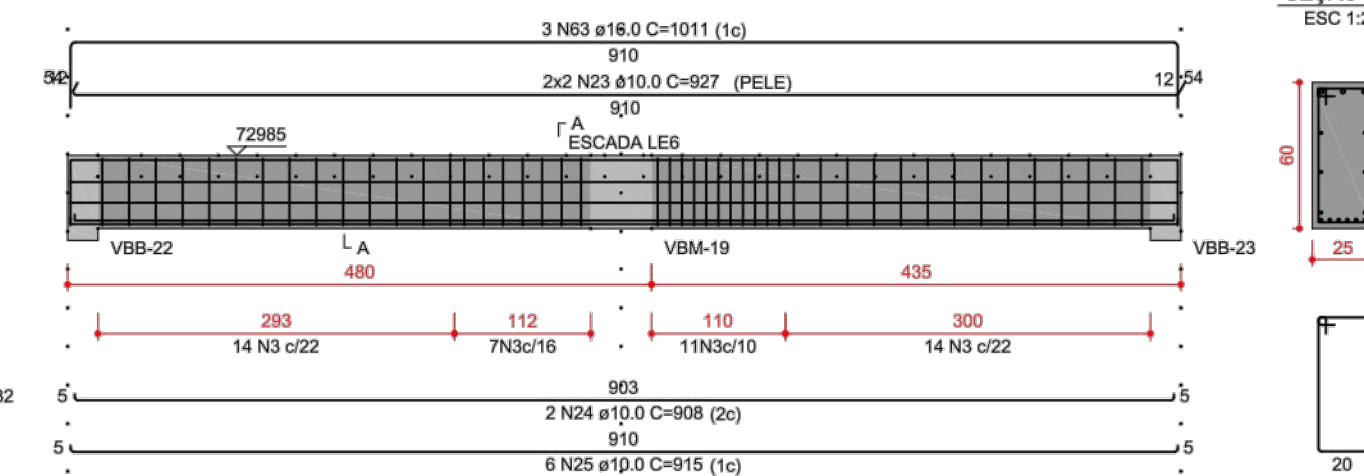 ESC 1:2
3 N63 ø16.0 C=1011 (1c)
910
54
12
2x2 N23 ø10.0 C=927 (PELE)
12 54
910
A
ESCADA LE6
72985
60
A
VBB-22
VBM-19
VBB-23
25
480
435
293
112
110
300
14 N3 c/22
7N3c/16
11N3c/10
14 N3 c/22
32
5
903
5
2 N24 ø10.0 C=908 (2c)
5
910
5
6 N25 ø10.0 C=915 (1c)
20